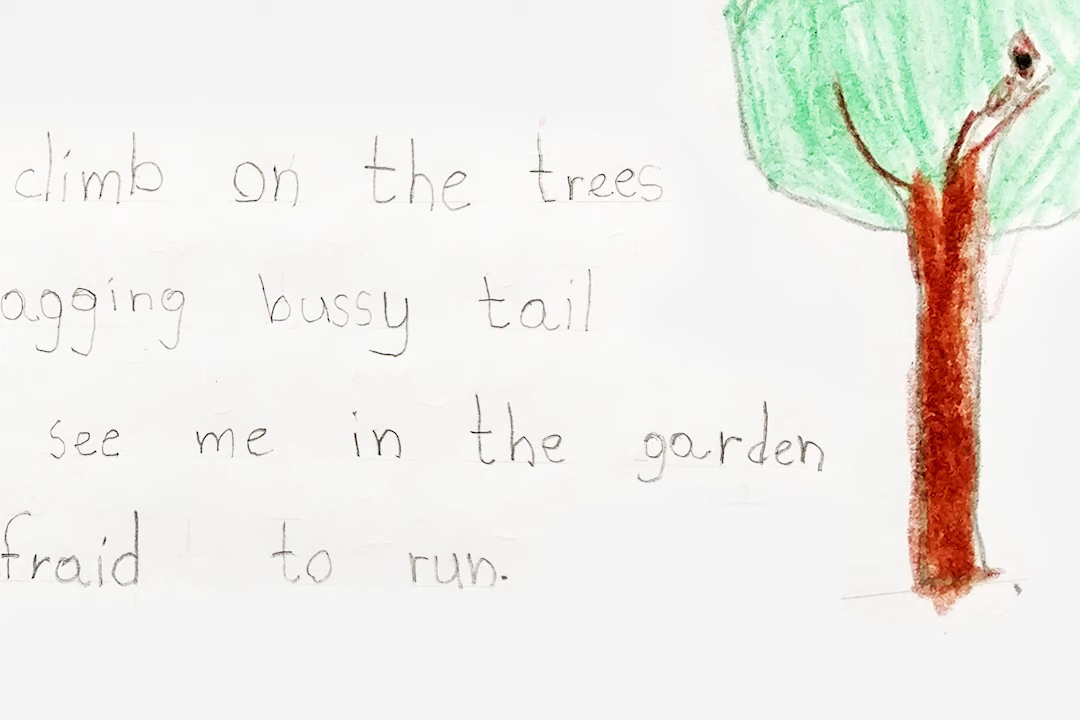 climb on the trees
agging bussy tail
see me in the garden
fraid to run.